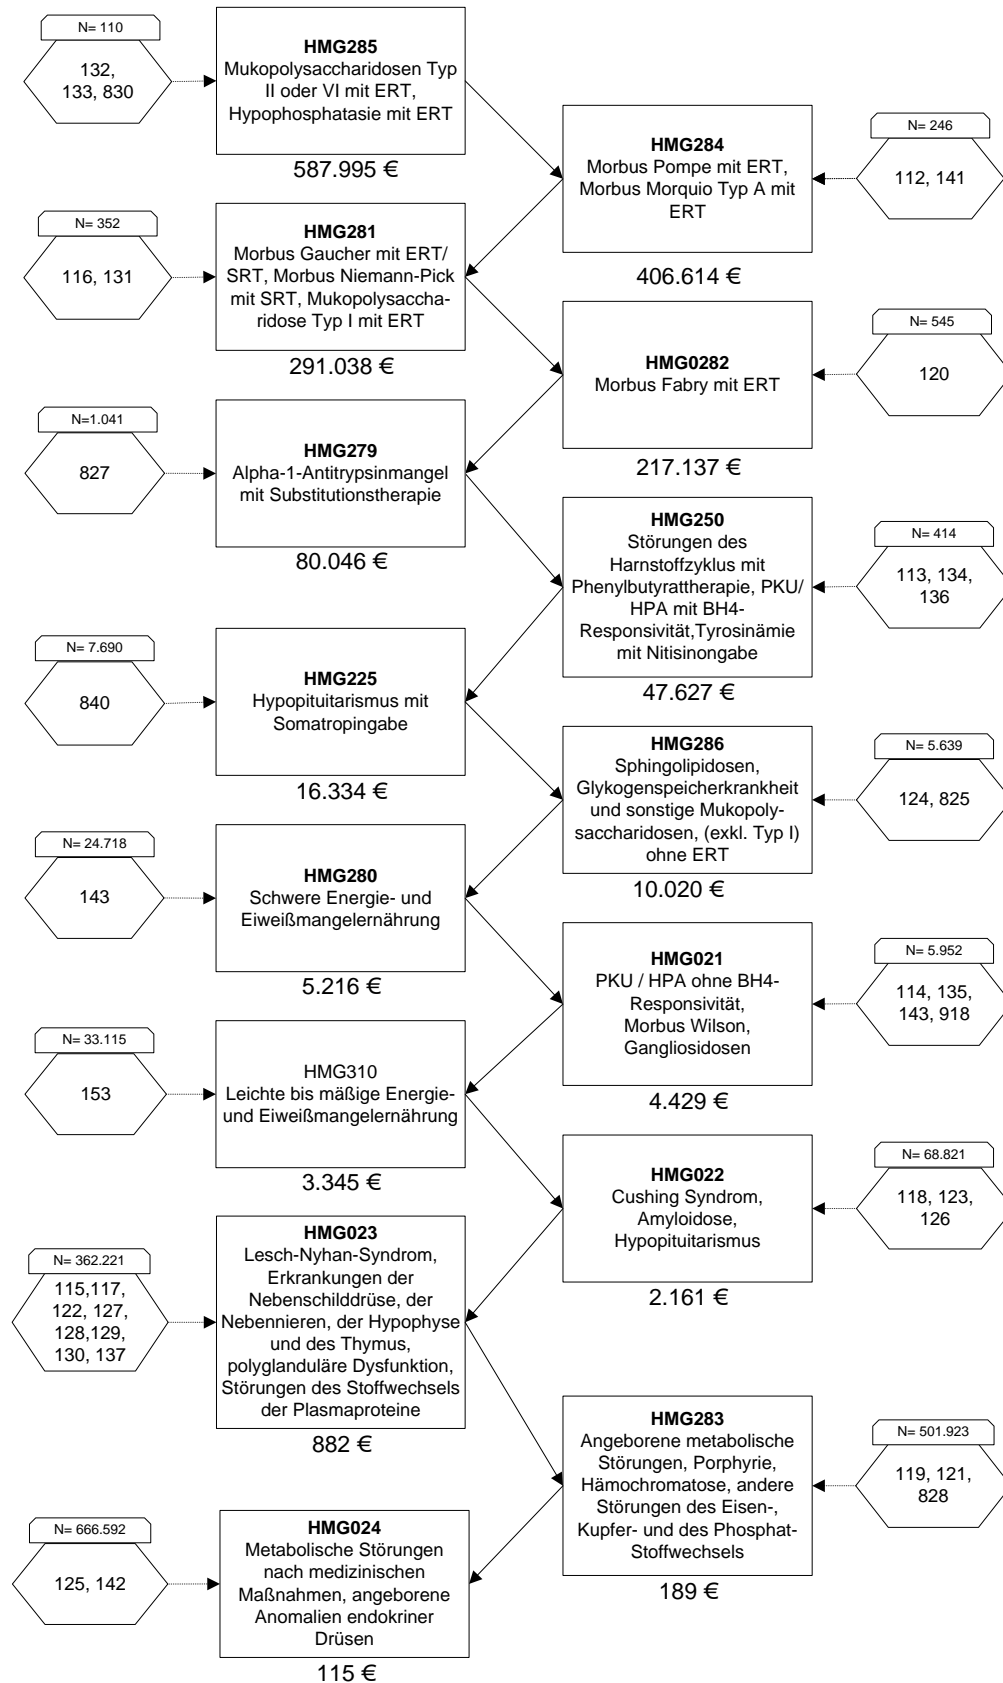 N= 110
132,
133, 830
HMG285
Mukopolysaccharidosen Typ
II oder VI mit ERT,
Hypophosphatasie mit ERT
587.995 €
N= 246
112, 141
HMG284
Morbus Pompe mit ERT,
Morbus Morquio Typ A mit
ERT
406.614 €
N= 352
116, 131
HMG281
Morbus Gaucher mit ERT/
SRT, Morbus Niemann-Pick
mit SRT, Mukopolysaccha-
ridose Typ I mit ERT
291.038 €
N= 545
120
HMG0282
Morbus Fabry mit ERT
217.137 €
N=1.041
827
HMG279
Alpha-1-Antitrypsinmangel
mit Substitutionstherapie
80.046 €
N= 414
113, 134,
136
HMG250
Störungen des
Harnstoffzyklus mit
Phenylbutyrattherapie, PKU/
HPA mit BH4-
Responsivität,Tyrosinämie
mit Nitisinongabe
47.627 €
N= 7.690
840
HMG225
Hypopituitarismus mit
Somatropingabe
16.334 €
N= 5.639
124, 825
HMG286
Sphingolipidosen,
Glykogenspeicherkrankheit
und sonstige Mukopoly-
saccharidosen, (exkl. Typ I)
ohne ERT
10.020 €
N= 24.718
143
HMG280
Schwere Energie- und
Eiweißmangelernährung
5.216 €
N= 5.952
114, 135,
143, 918
HMG021
PKU / HPA ohne BH4-
Responsivität,
Morbus Wilson,
Gangliosidosen
4.429 €
N= 33.115
153
HMG310
Leichte bis mäßige Energie-
und Eiweißmangelernährung
3.345 €
N= 68.821
118, 123,
126
HMG022
Cushing Syndrom,
Amyloidose,
Hypopituitarismus
2.161 €
N= 362.221
115,117,
122, 127,
128,129,
130, 137
HMG023
Lesch-Nyhan-Syndrom,
Erkrankungen der
Nebenschilddrüse, der
Nebennieren, der Hypophyse
und des Thymus,
polyglanduläre Dysfunktion,
Störungen des Stoffwechsels
der Plasmaproteine
882 €
N= 501.923
119, 121,
828
HMG283
Angeborene metabolische
Störungen, Porphyrie,
Hämochromatose, andere
Störungen des Eisen-,
Kupfer- und des Phosphat-
Stoffwechsels
189 €
N= 666.592
125, 142
HMG024
Metabolische Störungen
nach medizinischen
Maßnahmen, angeborene
Anomalien endokriner
Drüsen
115 €